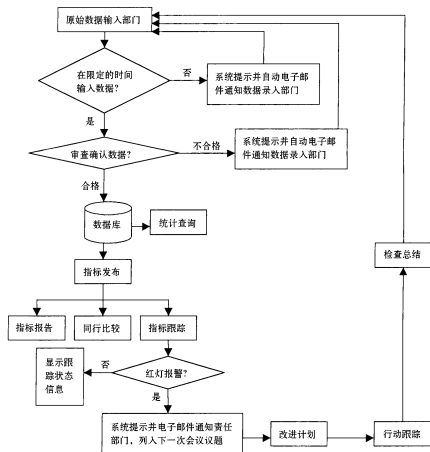 原始数据输入部门
在限定的时间
输入数据?
否
系统提示并自动电子邮
件通知数据录入部门
是
审查确认数据?
不合格
系统提示并自动电子邮
件通知数据录入部门
合格
数据库
统计查询
检查总结
指标发布
指标报告
同行比较
指标跟踪
显示跟
踪状态
信息
否
红灯报警?
是
系统提示并电子邮件通知责任
部门,列入下一次会议议题
改进计划
行动跟踪